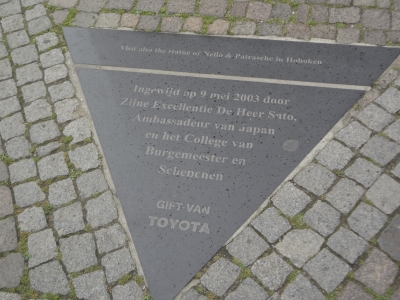 Visit also the statue of Nello & Patrasche in Hoboken
Ingewijd op 9 mei 2003 door
Zijne Excellentie De Heer Sato,
Ambassadeur van Japan
en het College van
Burgemeester en
Schepenen
GIFT VAN
TOYOTA